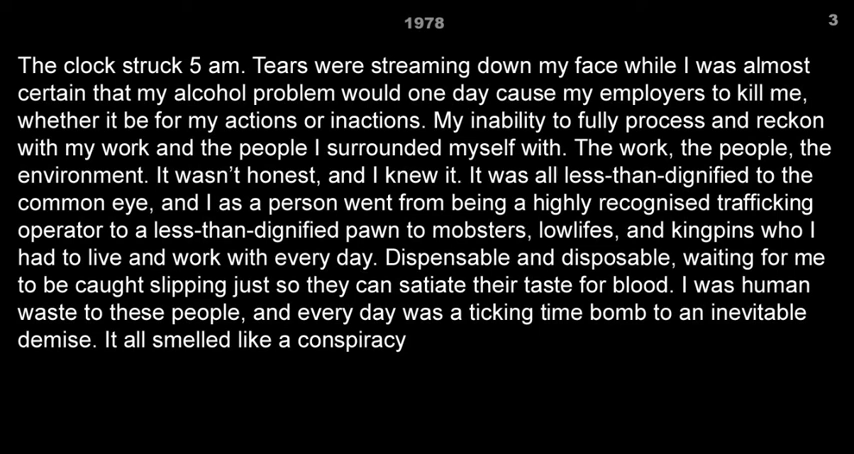 1978
3
The clock struck 5 am. Tears were streaming down my face while I was almost
certain that my alcohol problem would one day cause my employers to kill me,
whether it be for my actions or inactions. My inability to fully process and reckon
with my work and the people I surrounded myself with. The work, the people, the
environment. It wasn’t honest, and I knew it. It was all less-than-dignified to the
common eye, and I as a person went from being a highly recognised trafficking
operator to a less-than-dignified pawn to mobsters, lowlifes, and kingpins who I
had to live and work with every day. Dispensable and disposable, waiting for me
to be caught slipping just so they can satiate their taste for blood. I was human
waste to these people, and every day was a ticking time bomb to an inevitable
demise. It all smelled like a conspiracy